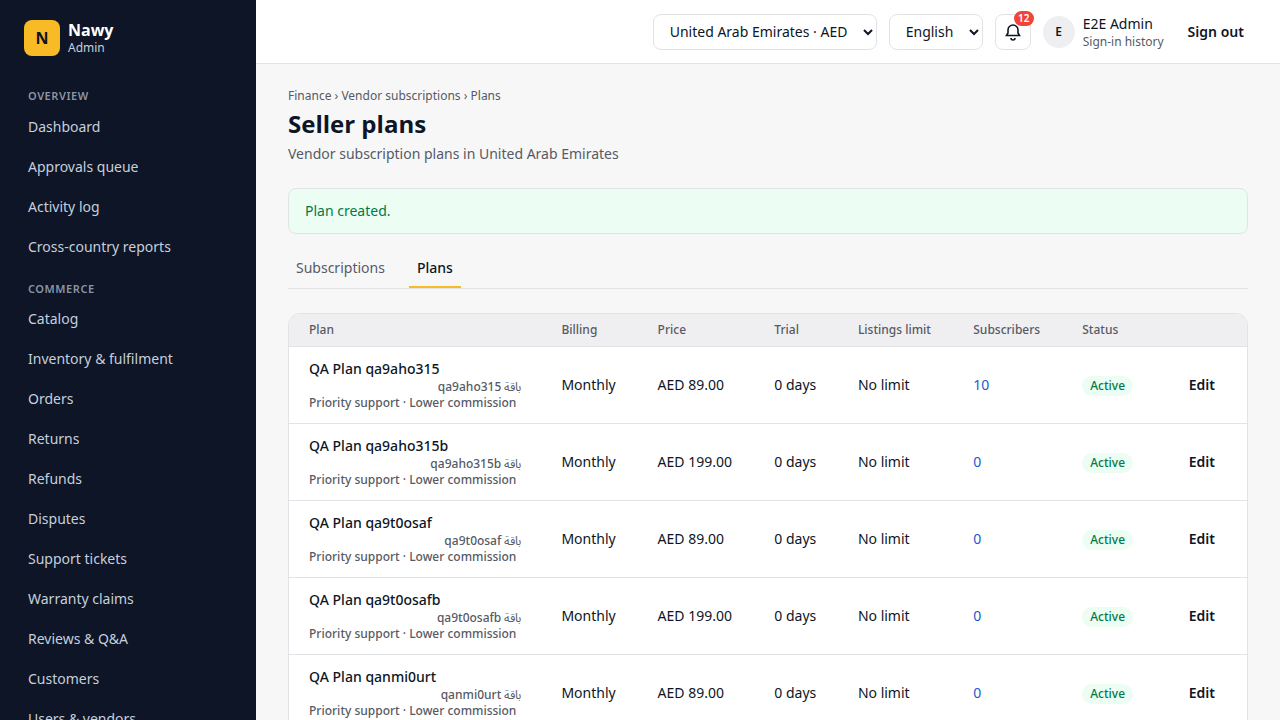 N
Nawy
Admin
United Arab Emirates · AED
English
12
E
E2E Admin
Sign-in history
Sign out
OVERVIEW
Dashboard
Approvals queue
Activity log
Cross-country reports
COMMERCE
Catalog
Inventory & fulfilment
Orders
Returns
Refunds
Disputes
Support tickets
Warranty claims
Reviews & Q&A
Customers
Users & vendors
Finance › Vendor subscriptions › Plans
Seller plans
Vendor subscription plans in United Arab Emirates
Plan created.
Subscriptions Plans
Plan Billing Price Trial Listings limit Subscribers Status
QA Plan qa9aho315
باقة qa9aho315
Priority support · Lower commission
Monthly AED 89.00 0 days No limit 10 Active Edit
QA Plan qa9aho315b
باقة qa9aho315b
Priority support · Lower commission
Monthly AED 199.00 0 days No limit 0 Active Edit
QA Plan qa9t0osaf
باقة qa9t0osaf
Priority support · Lower commission
Monthly AED 89.00 0 days No limit 0 Active Edit
QA Plan qa9t0osafb
باقة qa9t0osafb
Priority support · Lower commission
Monthly AED 199.00 0 days No limit 0 Active Edit
QA Plan qanmi0urt
باقة qanmi0urt
Priority support · Lower commission
Monthly AED 89.00 0 days No limit 0 Active Edit